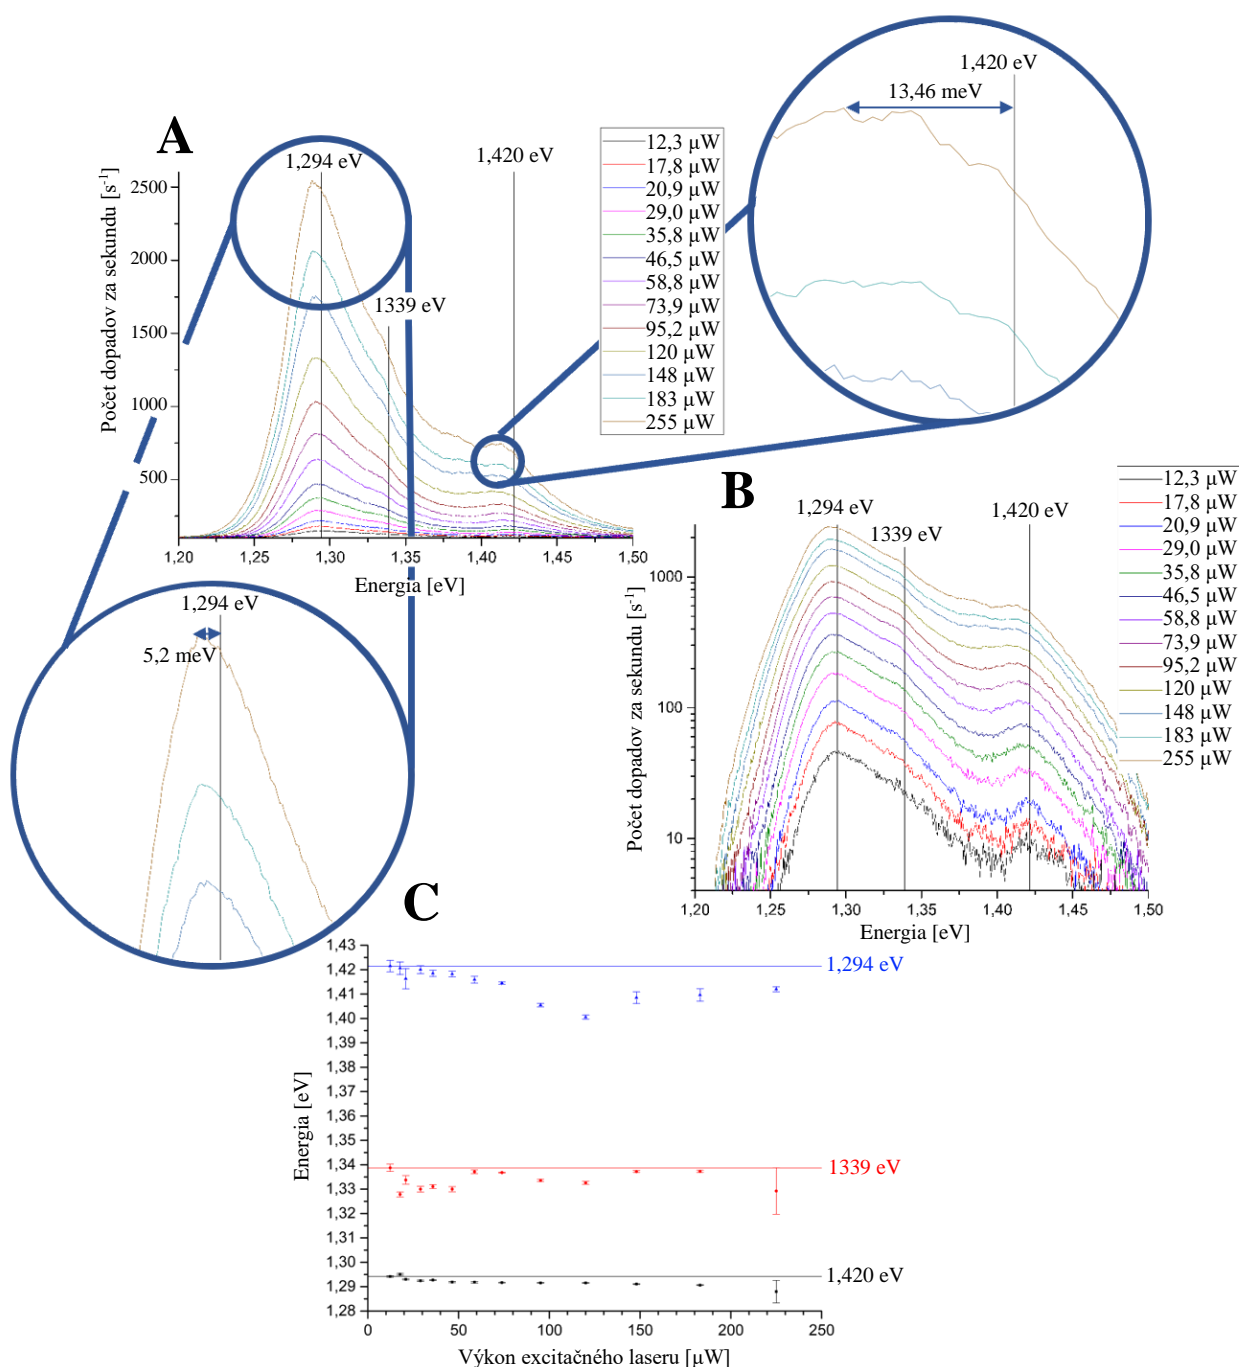 A
1,294 eV
1,420 eV
1339 eV
Počet dopadov za sekundu [s⁻¹]
2500
2000
1500
1000
500
1,20
1,25
1,30
1,35
1,40
1,45
1,50
Energia [eV]
12,3 µW
17,8 µW
20,9 µW
29,0 µW
35,8 µW
46,5 µW
58,8 µW
73,9 µW
95,2 µW
120 µW
148 µW
183 µW
255 µW
1,420 eV
13,46 meV
1,294 eV
5,2 meV
B
1,294 eV
1339 eV
1,420 eV
Počet dopadov za sekundu [s⁻¹]
1000
100
10
1,20
1,25
1,30
1,35
1,40
1,45
1,50
Energia [eV]
12,3 µW
17,8 µW
20,9 µW
29,0 µW
35,8 µW
46,5 µW
58,8 µW
73,9 µW
95,2 µW
120 µW
148 µW
183 µW
255 µW
C
Energia [eV]
1,43
1,42
1,41
1,40
1,39
1,38
1,37
1,36
1,35
1,34
1,33
1,32
1,31
1,30
1,29
1,28
1,294 eV
1339 eV
1,420 eV
0
50
100
150
200
250
Výkon excitačného laseru [µW]